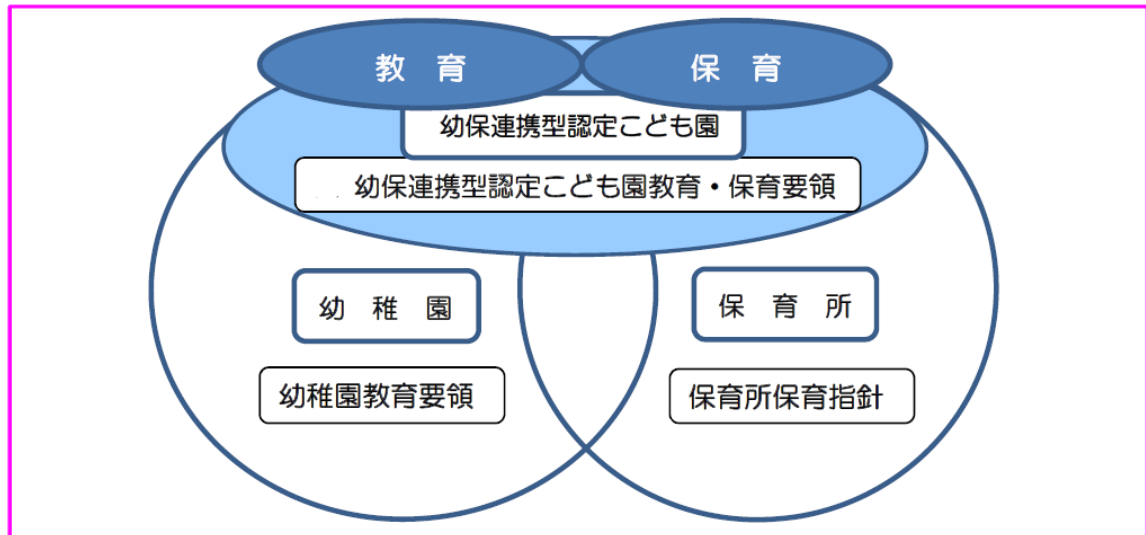 教 育
保 育
幼保連携型認定こども園
幼保連携型認定こども園教育・保育要領
幼 稚 園
保 育 所
幼稚園教育要領
保育所保育指針